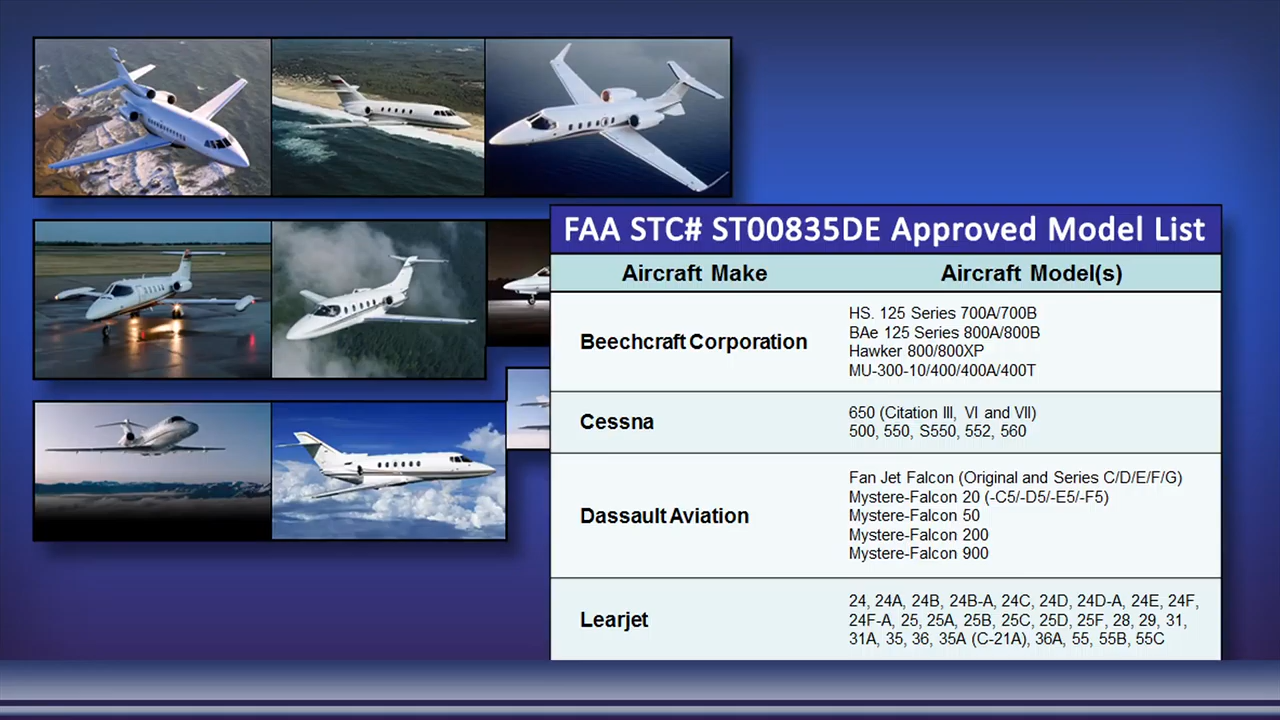 FAA STC# ST00835DE Approved Model List
Aircraft Make Aircraft Model(s)
Beechcraft Corporation
HS. 125 Series 700A/700B
BAe 125 Series 800A/800B
Hawker 800/800XP
MU-300-10/400/400A/400T
Cessna
650 (Citation III, VI and VII)
500, 550, S550, 552, 560
Dassault Aviation
Fan Jet Falcon (Original and Series C/D/E/F/G)
Mystere-Falcon 20 (-C5/-D5/-E5/-F5)
Mystere-Falcon 50
Mystere-Falcon 200
Mystere-Falcon 900
Learjet
24, 24A, 24B, 24B-A, 24C, 24D, 24D-A, 24E, 24F,
24F-A, 25, 25A, 25B, 25C, 25D, 25F, 28, 29, 31,
31A, 35, 36, 35A (C-21A), 36A, 55, 55B, 55C